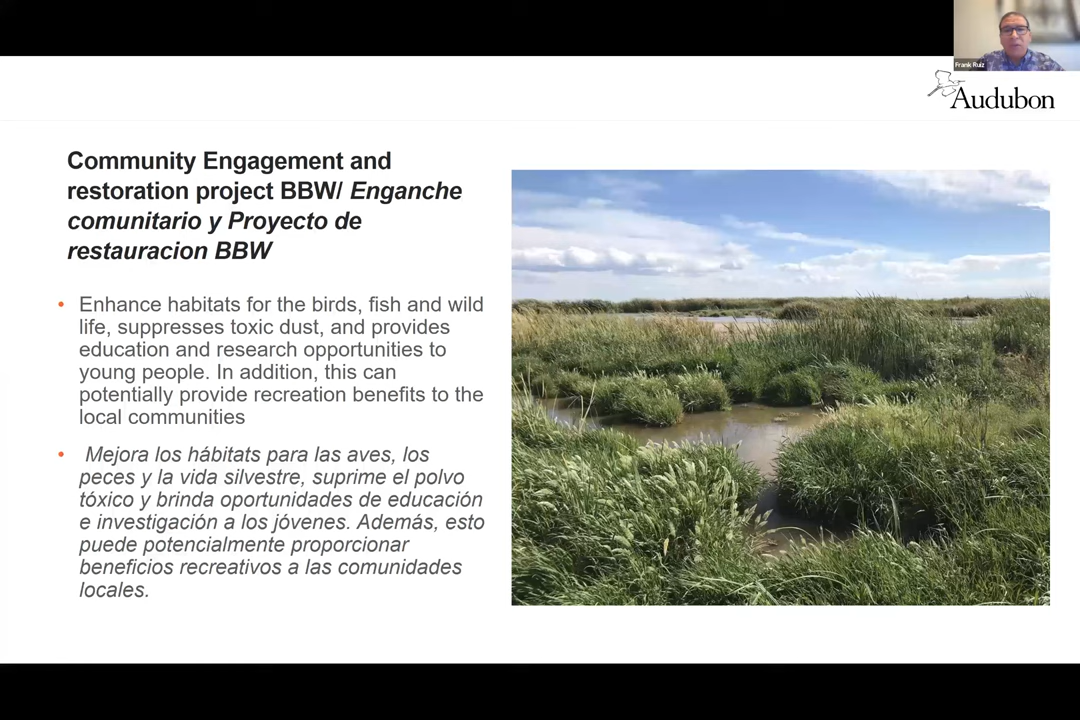 Frank Ruiz
Audubon
Community Engagement and
restoration project BBW/ Enganche
comunitario y Proyecto de
restauracion BBW
• Enhance habitats for the birds, fish and wild
life, suppresses toxic dust, and provides
education and research opportunities to
young people. In addition, this can
potentially provide recreation benefits to the
local communities
• Mejora los hábitats para las aves, los
peces y la vida silvestre, suprime el polvo
tóxico y brinda oportunidades de educación
e investigación a los jóvenes. Además, esto
puede potencialmente proporcionar
beneficios recreativos a las comunidades
locales.